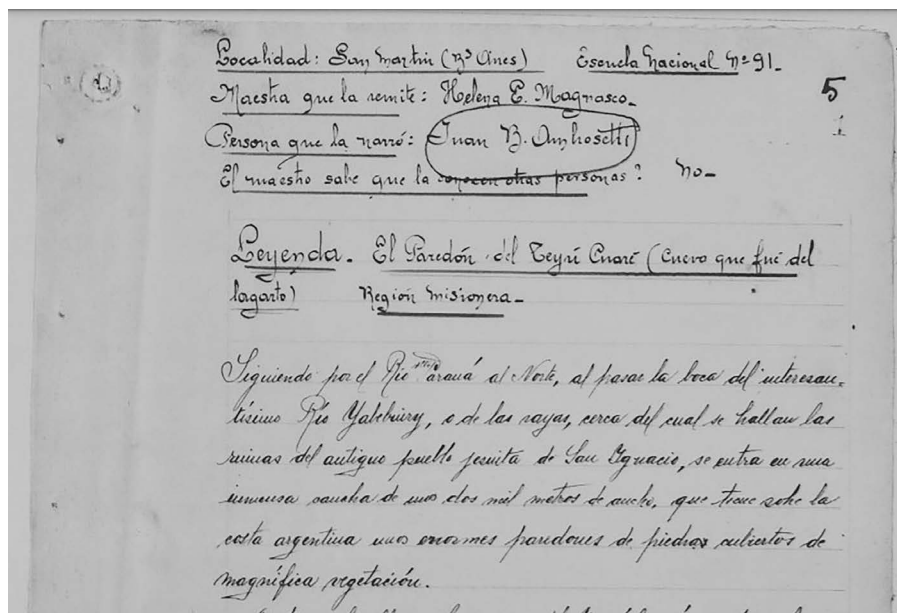 Localidad: San Martin (Bs Aires) Escuela Nacional Nº 91_
Maestra que la remite: Helena E. Magnasco_
5
Persona que la narró: Juan B. Ambrosetti
1
El maestro sabe que la conocen otras personas? No_
Leyenda. El Paredón del Teyú Cuaré (Cuevo que fué del
lagarto) Región Misionera_
Siguiendo por el Río Paraná al Norte, al pasar la boca del interesan=
tísimo Río Yabebuiry, o de las rayas, cerca del cual se hallan las
ruinas del antiguo pueblo jesuita de San Ignacio, se entra en una
inmensa cancha de unos dos mil metros de ancho, que tiene sobre la
costa argentina unos enormes paredones de piedras cubiertos de
magnífica vegetación.